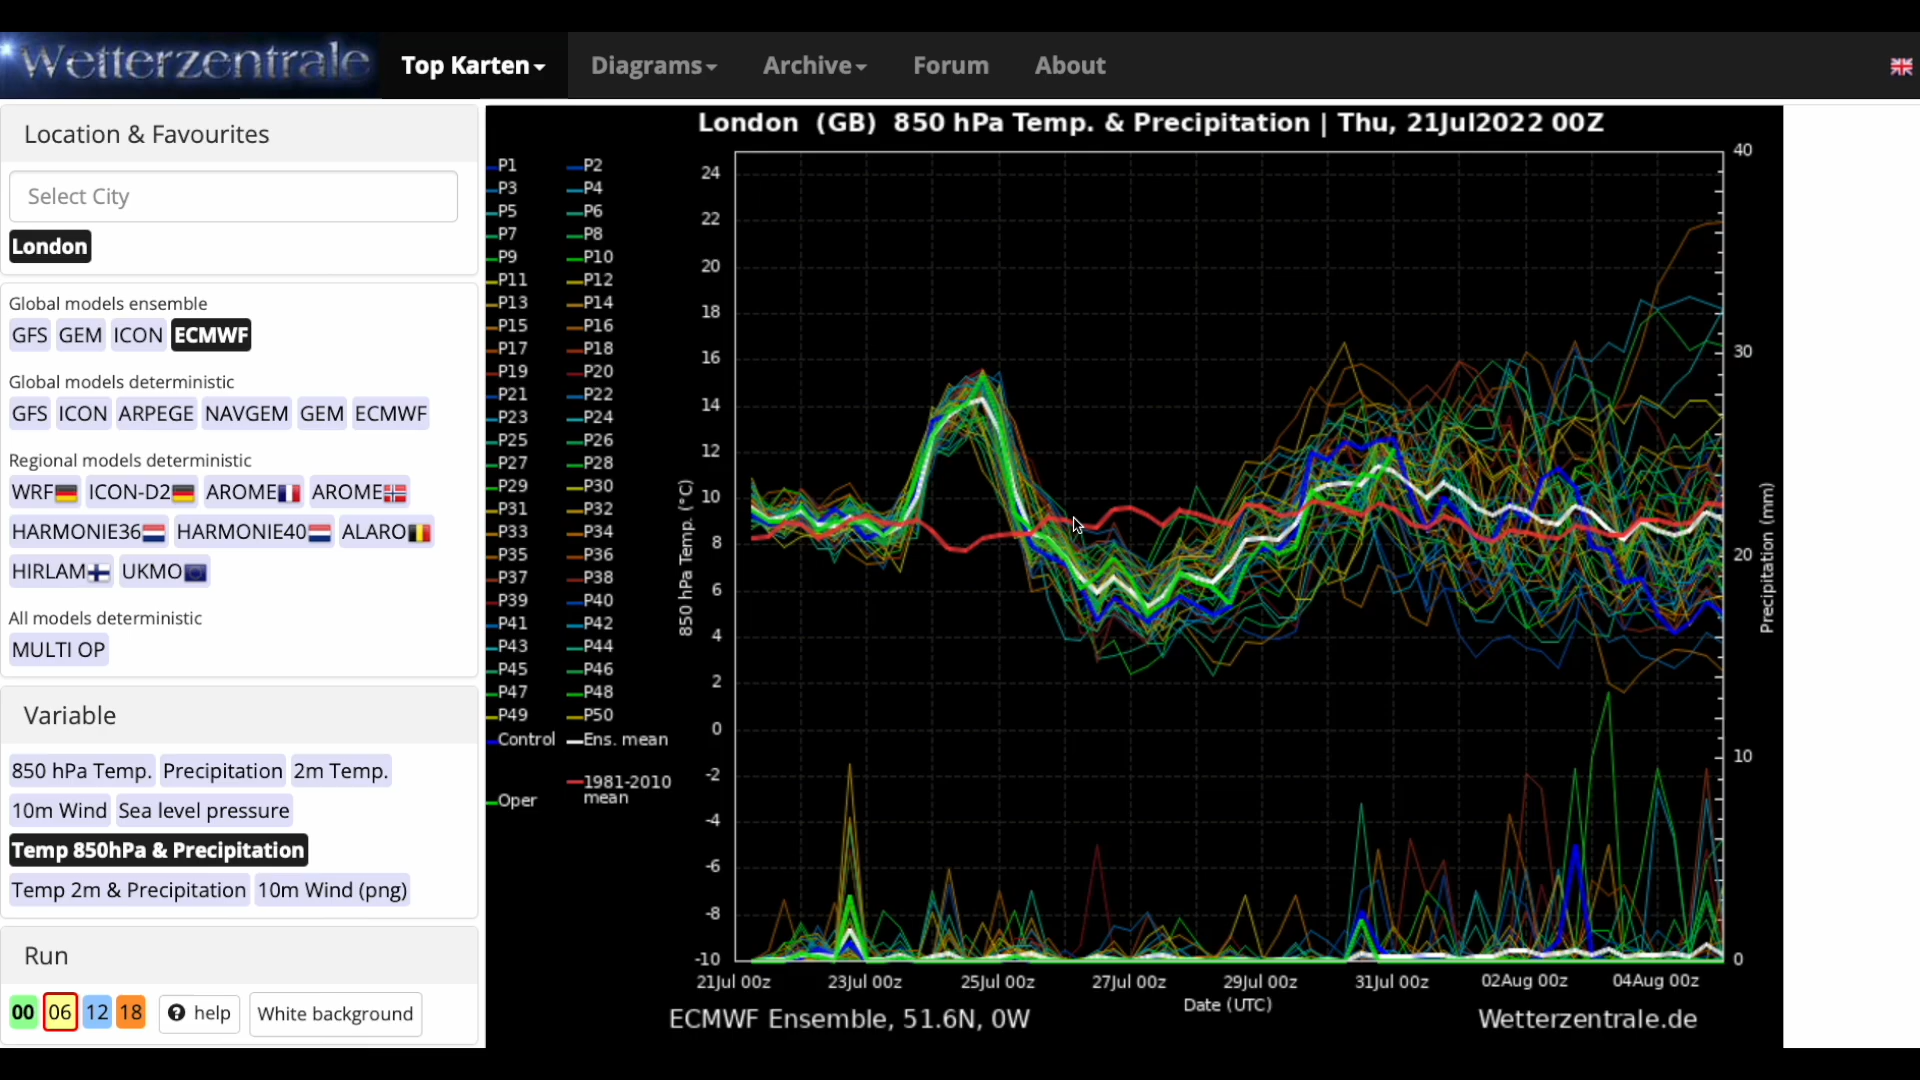 Wetterzentrale
Top Karten
Diagrams
Archive
Forum
About
Location & Favourites
Select City
London
Global models ensemble
GFS GEM ICON ECMWF
Global models deterministic
GFS ICON ARPEGE NAVGEM GEM ECMWF
Regional models deterministic
WRF ICON-D2 AROME AROME
HARMONIE36 HARMONIE40 ALARO
HIRLAM UKMO
All models deterministic
MULTI OP
Variable
850 hPa Temp. Precipitation 2m Temp.
10m Wind Sea level pressure
Temp 850hPa & Precipitation
Temp 2m & Precipitation 10m Wind (png)
Run
00 06 12 18 ? help White background
London (GB) 850 hPa Temp. & Precipitation | Thu, 21Jul2022 00Z
P1 P2
P3 P4
P5 P6
P7 P8
P9 P10
P11 P12
P13 P14
P15 P16
P17 P18
P19 P20
P21 P22
P23 P24
P25 P26
P27 P28
P29 P30
P31 P32
P33 P34
P35 P36
P37 P38
P39 P40
P41 P42
P43 P44
P45 P46
P47 P48
P49 P50
Control Ens. mean
1981-2010
mean
Oper
850 hPa Temp. (°C)
24
22
20
18
16
14
12
10
8
6
4
2
0
-2
-4
-6
-8
-10
40
30
20
10
0
Precipitation (mm)
21Jul 00z 23Jul 00z 25Jul 00z 27Jul 00z 29Jul 00z 31Jul 00z 02Aug 00z 04Aug 00z
Date (UTC)
ECMWF Ensemble, 51.6N, 0W
Wetterzentrale.de